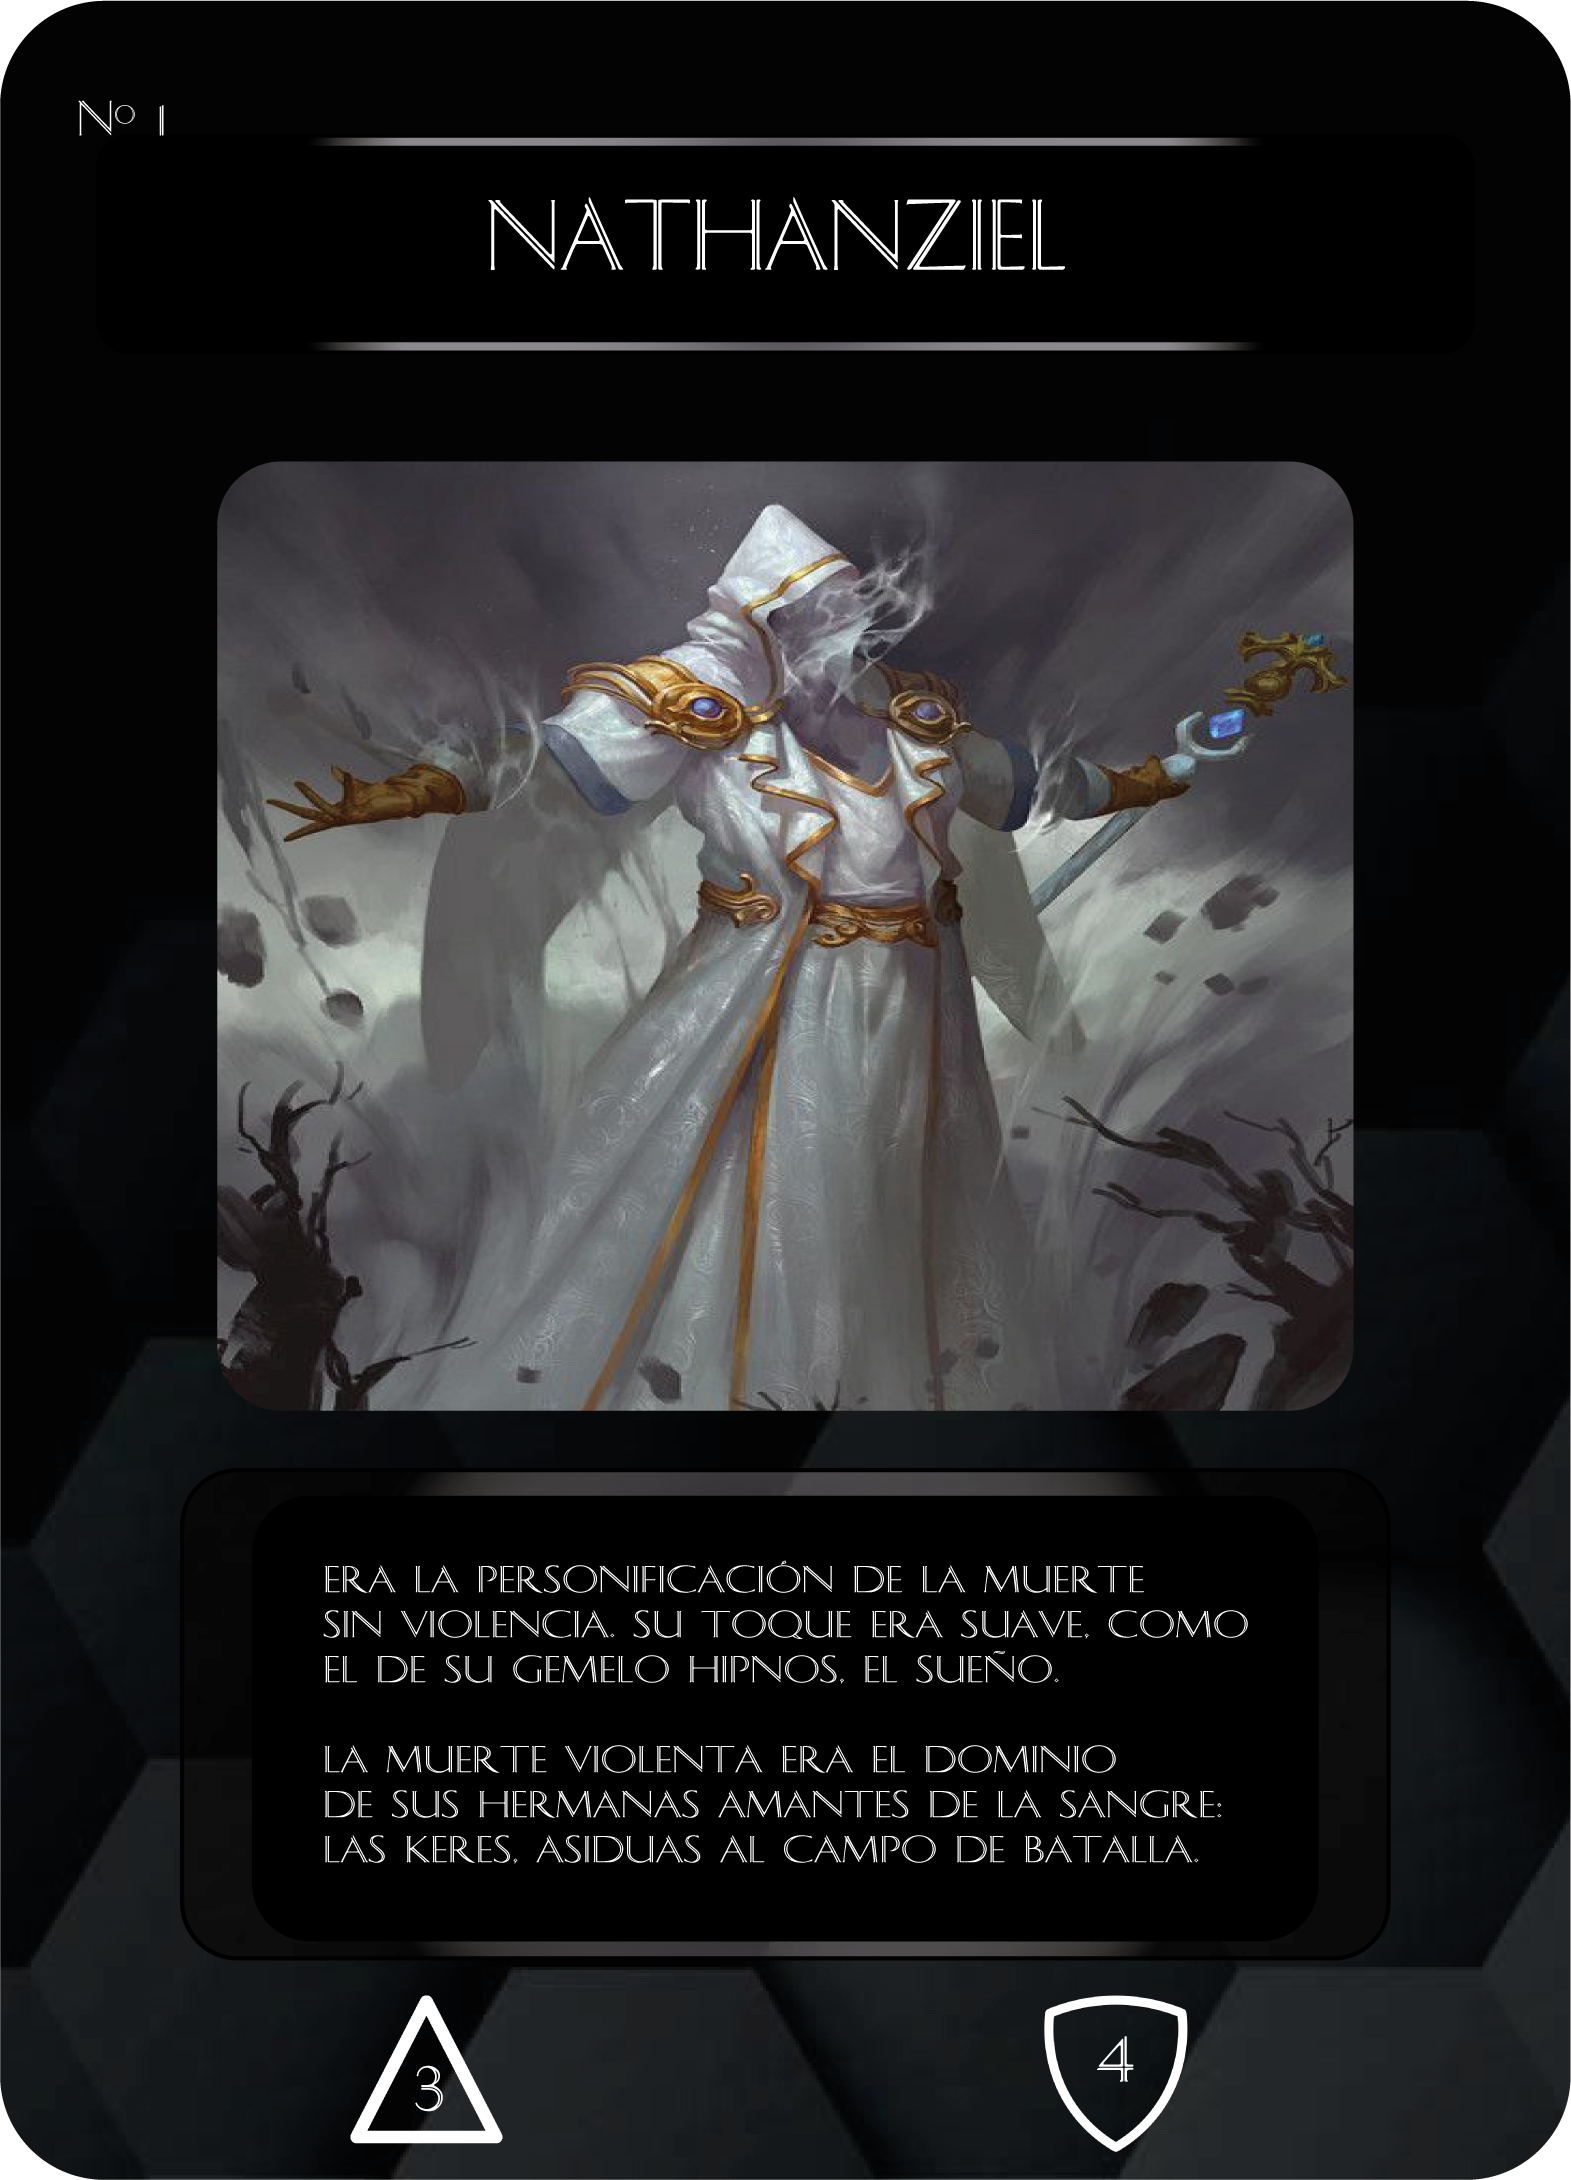 Nº 1
NATHANZIEL
ERA LA PERSONIFICACIÓN DE LA MUERTE
SIN VIOLENCIA. SU TOQUE ERA SUAVE, COMO
EL DE SU GEMELO HIPNOS, EL SUEÑO.
LA MUERTE VIOLENTA ERA EL DOMINIO
DE SUS HERMANAS AMANTES DE LA SANGRE:
LAS KERES, ASIDUAS AL CAMPO DE BATALLA.
3
4